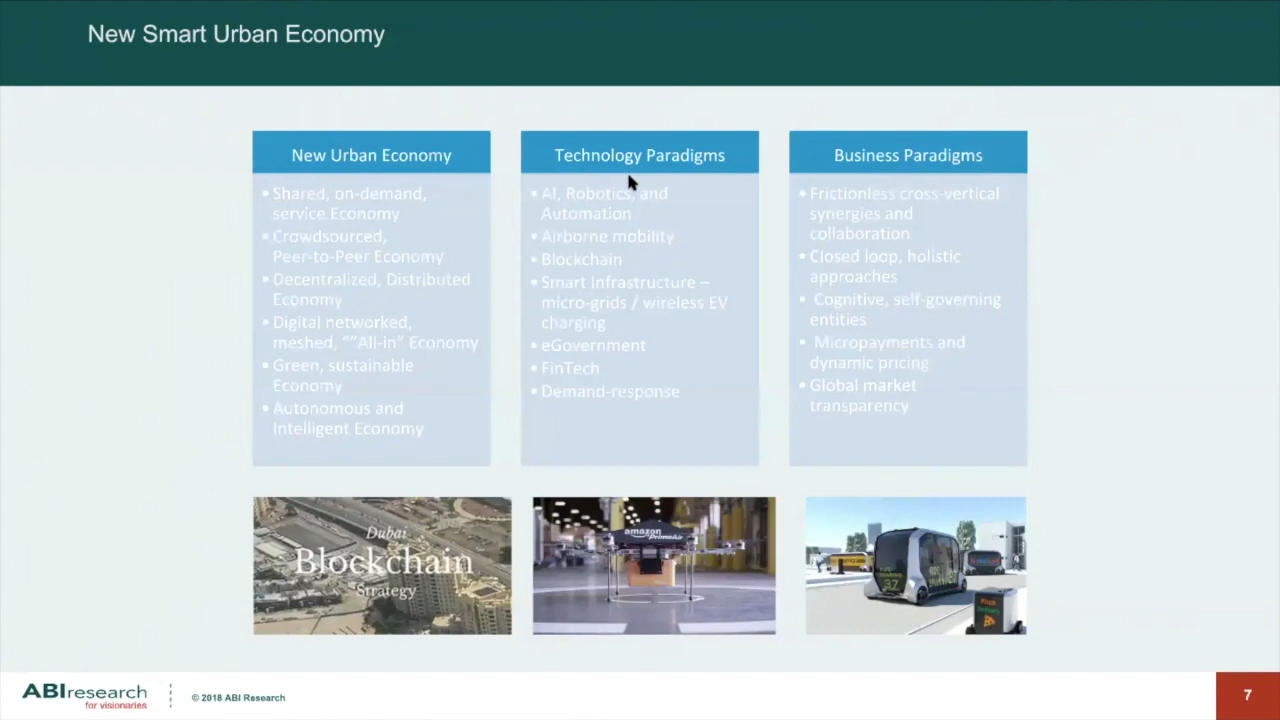 New Smart Urban Economy
New Urban Economy
• Shared, on-demand,
service Economy
• Crowdsourced,
Peer-to-Peer Economy
• Decentralized, Distributed
Economy
• Digital networked,
meshed, “”All-in” Economy
• Green, sustainable
Economy
• Autonomous and
Intelligent Economy
Technology Paradigms
• AI, Robotics, and
Automation
• Airborne mobility
• Blockchain
• Smart Infrastructure –
micro-grids / wireless EV
charging
• eGovernment
• FinTech
• Demand-response
Business Paradigms
• Frictionless cross-vertical
synergies and
collaboration
• Closed loop, holistic
approaches
• Cognitive, self-governing
entities
• Micropayments and
dynamic pricing
• Global market
transparency
Dubai
Blockchain
Strategy
amazon
PrimeAir
37
ABIresearch
for visionaries
© 2018 ABI Research
7